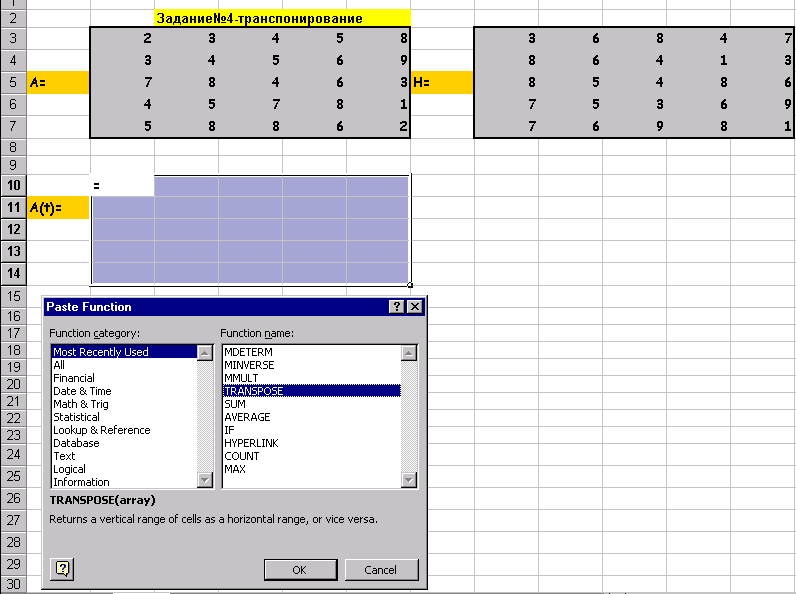 1
2 Задание№4-транспонирование
3 2 3 4 5 8 3 6 8 4 7
4 3 4 5 6 9 8 6 4 1 3
5 A= 7 8 4 6 3 H= 8 5 4 8 6
6 4 5 7 8 1 7 5 3 6 9
7 5 8 8 6 2 7 6 9 8 1
8
9
10 =
11 A(t)=
12
13
14
15
16
17
18
19
20
21
22
23
24
25
26
27
28
29
30
Paste Function
Function category:
Most Recently Used
All
Financial
Date & Time
Math & Trig
Statistical
Lookup & Reference
Database
Text
Logical
Information
Function name:
MDETERM
MINVERSE
MMULT
TRANSPOSE
SUM
AVERAGE
IF
HYPERLINK
COUNT
MAX
TRANSPOSE(array)
Returns a vertical range of cells as a horizontal range, or vice versa.
OK Cancel